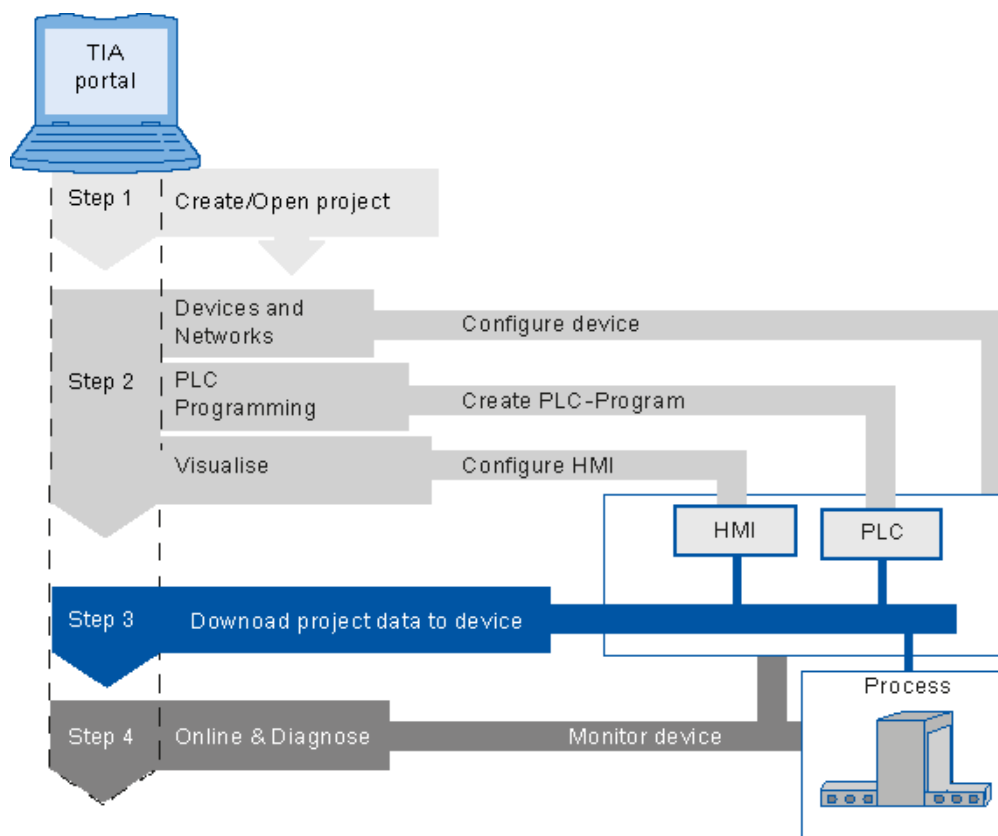 TIA
portal
Step 1
Create/Open project
Step 2
Devices and
Networks
Configure device
PLC
Programming
Create PLC-Program
Visualise
Configure HMI
HMI
PLC
Step 3
Downoad project data to device
Process
Step 4
Online & Diagnose
Monitor device